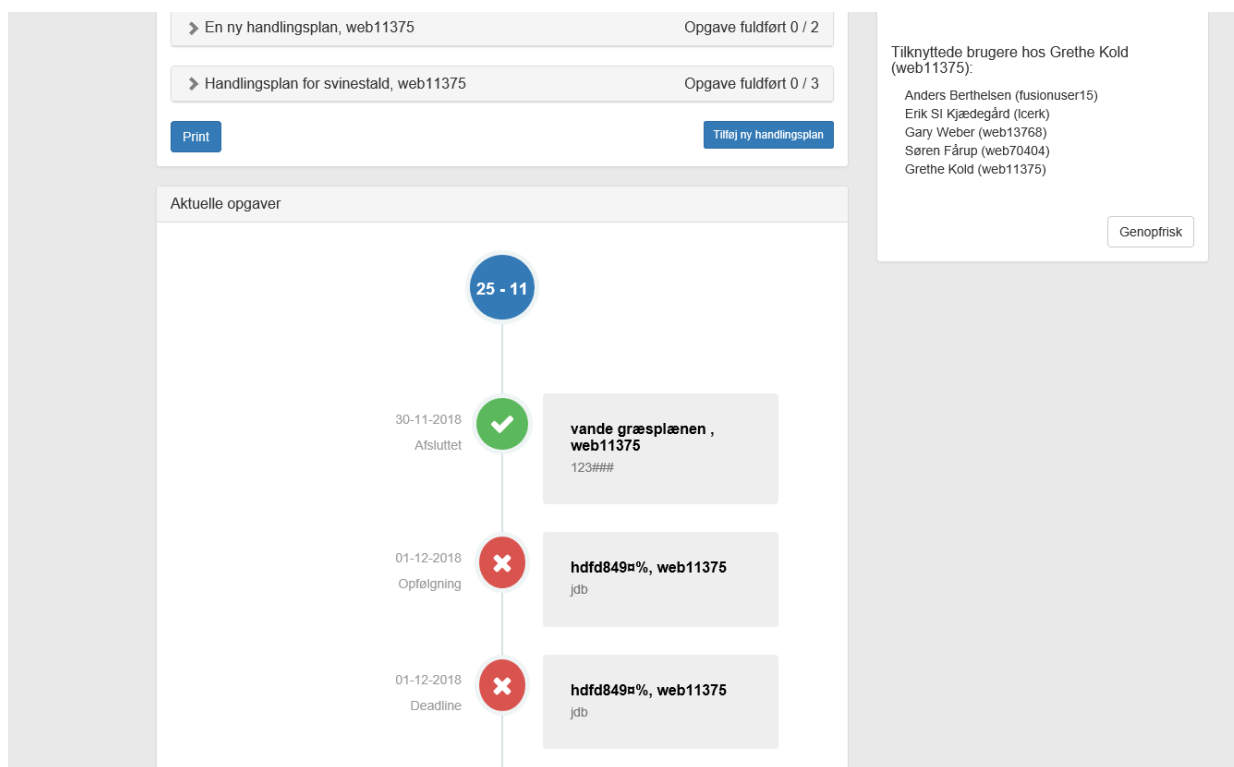 En ny handlingsplan, web11375 Opgave fuldført 0 / 2
Handlingsplan for svinestald, web11375 Opgave fuldført 0 / 3
Print Tilføj ny handlingsplan
Aktuelle opgaver
25 - 11
30-11-2018
Afsluttet
vande græsplænen ,
web11375
123###
01-12-2018
Opfølgning
hdfd849¤%, web11375
jdb
01-12-2018
Deadline
hdfd849¤%, web11375
jdb
Tilknyttede brugere hos Grethe Kold
(web11375):
Anders Berthelsen (fusionuser15)
Erik SI Kjædegård (lcerk)
Gary Weber (web13768)
Søren Fårup (web70404)
Grethe Kold (web11375)
Genopfrisk